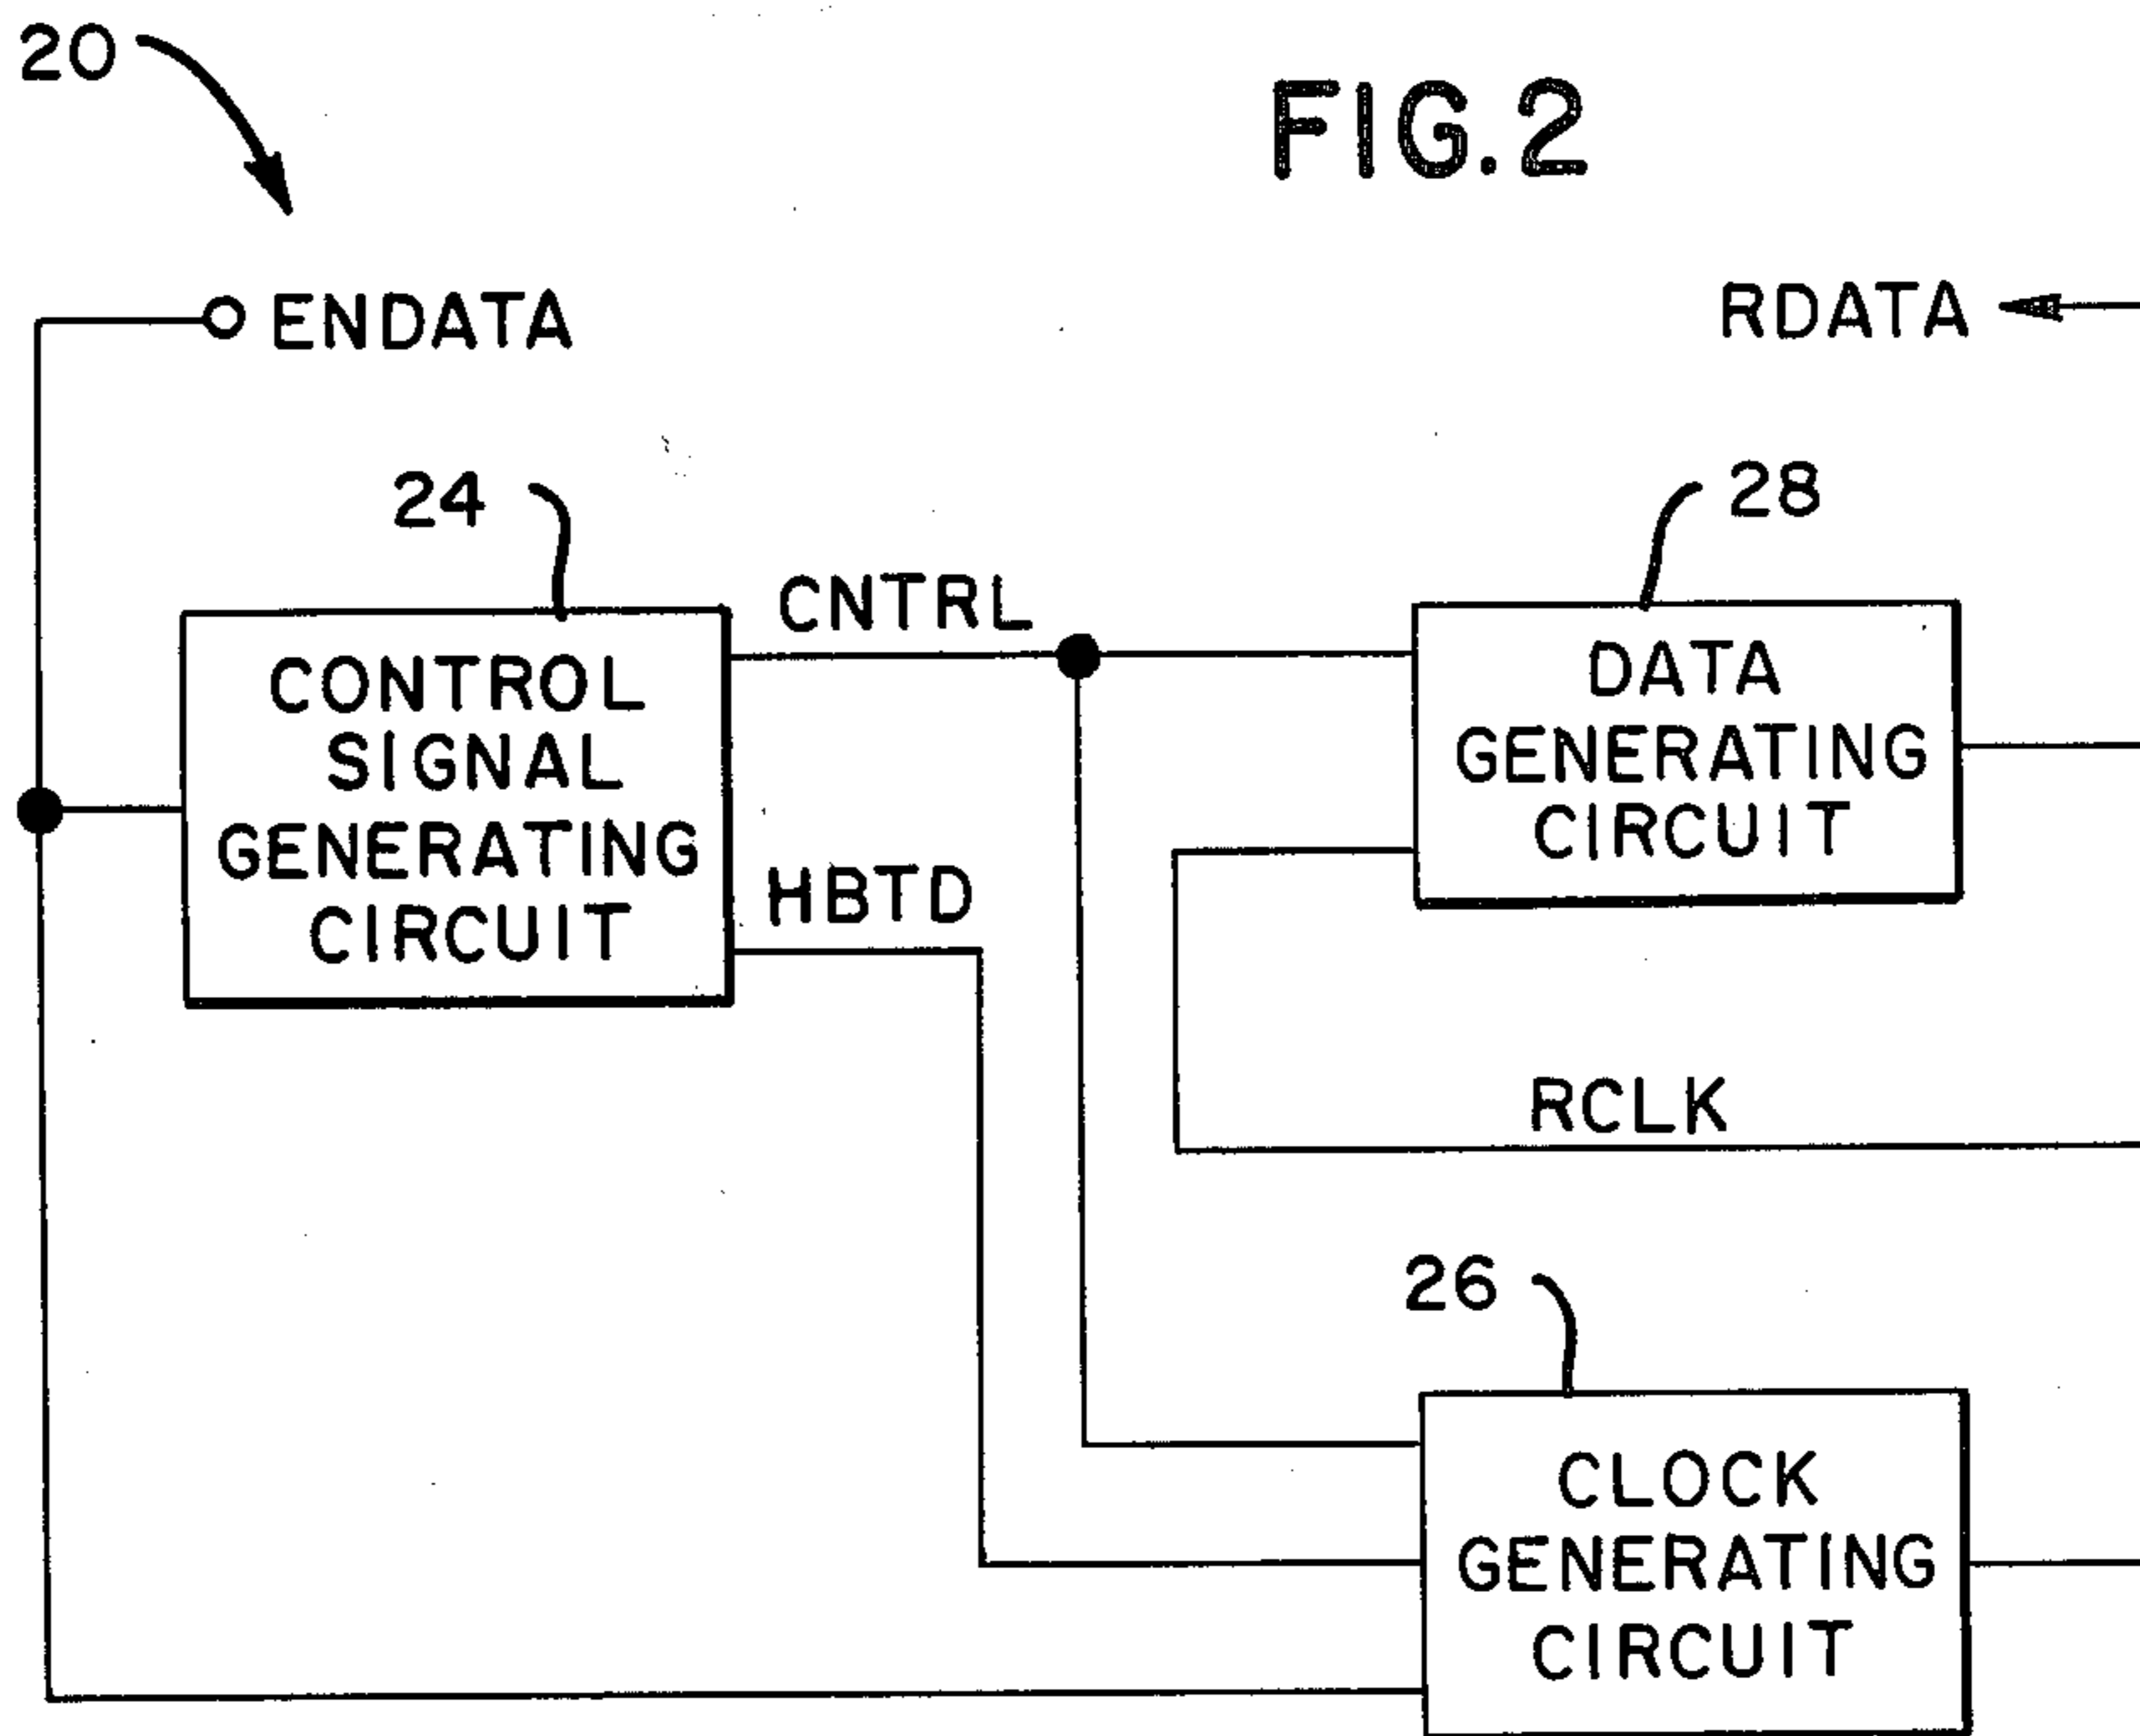 20
FIG.2
ENDATA
RDATA
24
28
CNTRL
CONTROL
SIGNAL
GENERATING
CIRCUIT
DATA
GENERATING
CIRCUIT
HBTD
RCLK
26
CLOCK
GENERATING
CIRCUIT